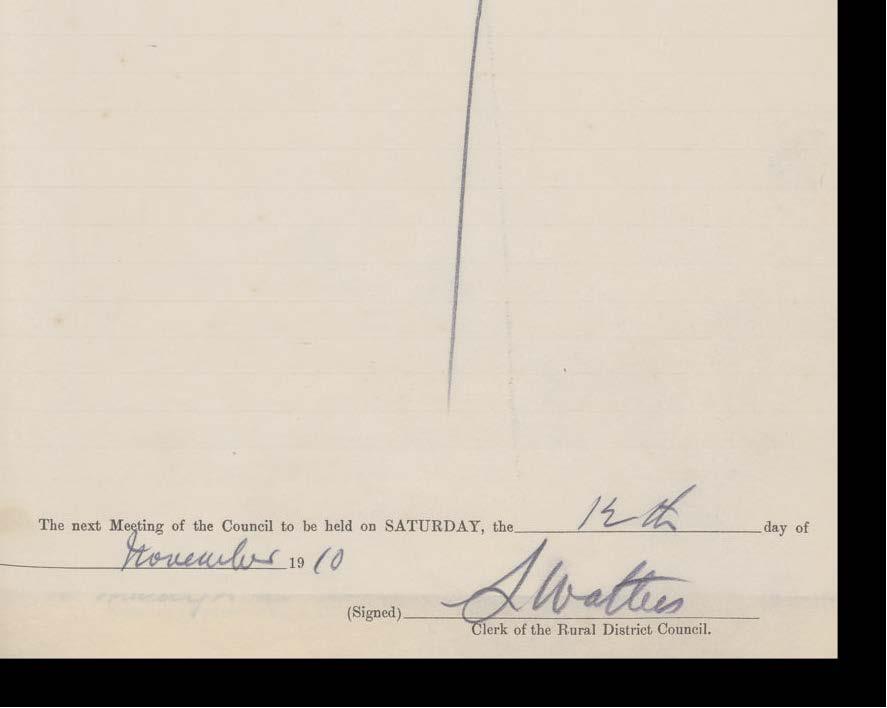 The next Meeting of the Council to be held on SATURDAY, the 12th day of
November 1910
(Signed) S Watters
Clerk of the Rural District Council.